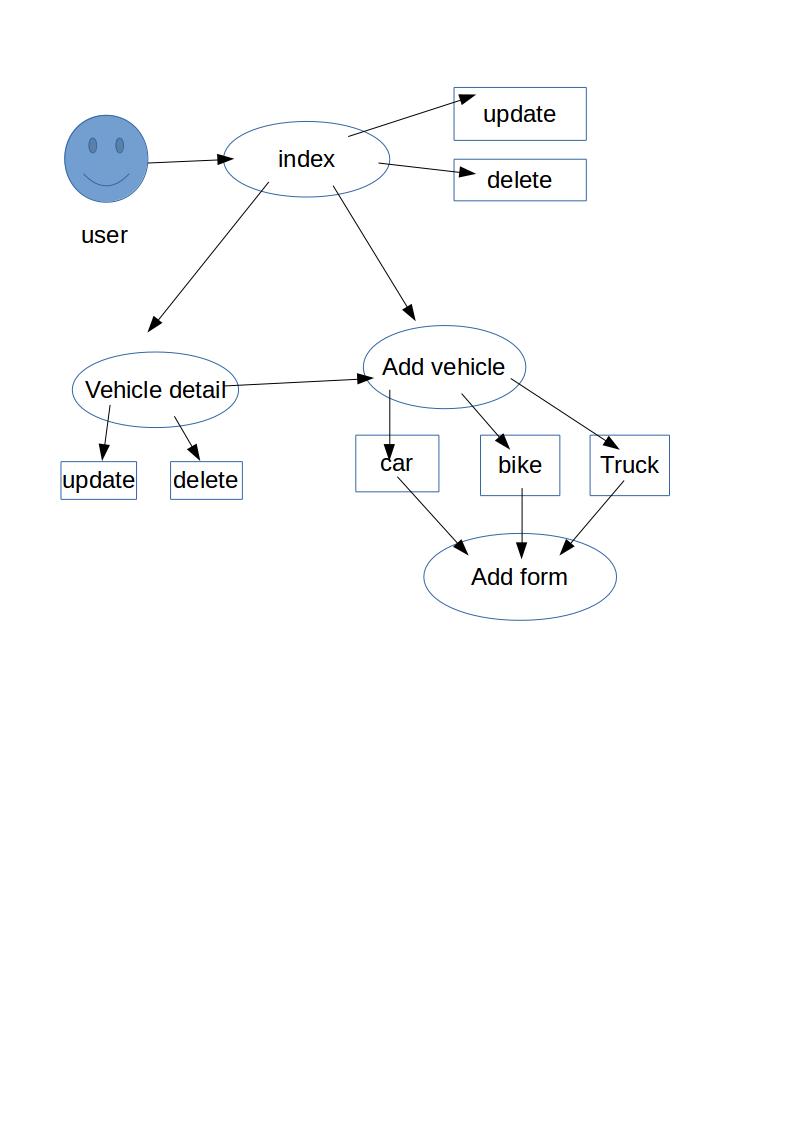 update
index
delete
user
Add vehicle
Vehicle detail
car
bike
Truck
update
delete
Add form